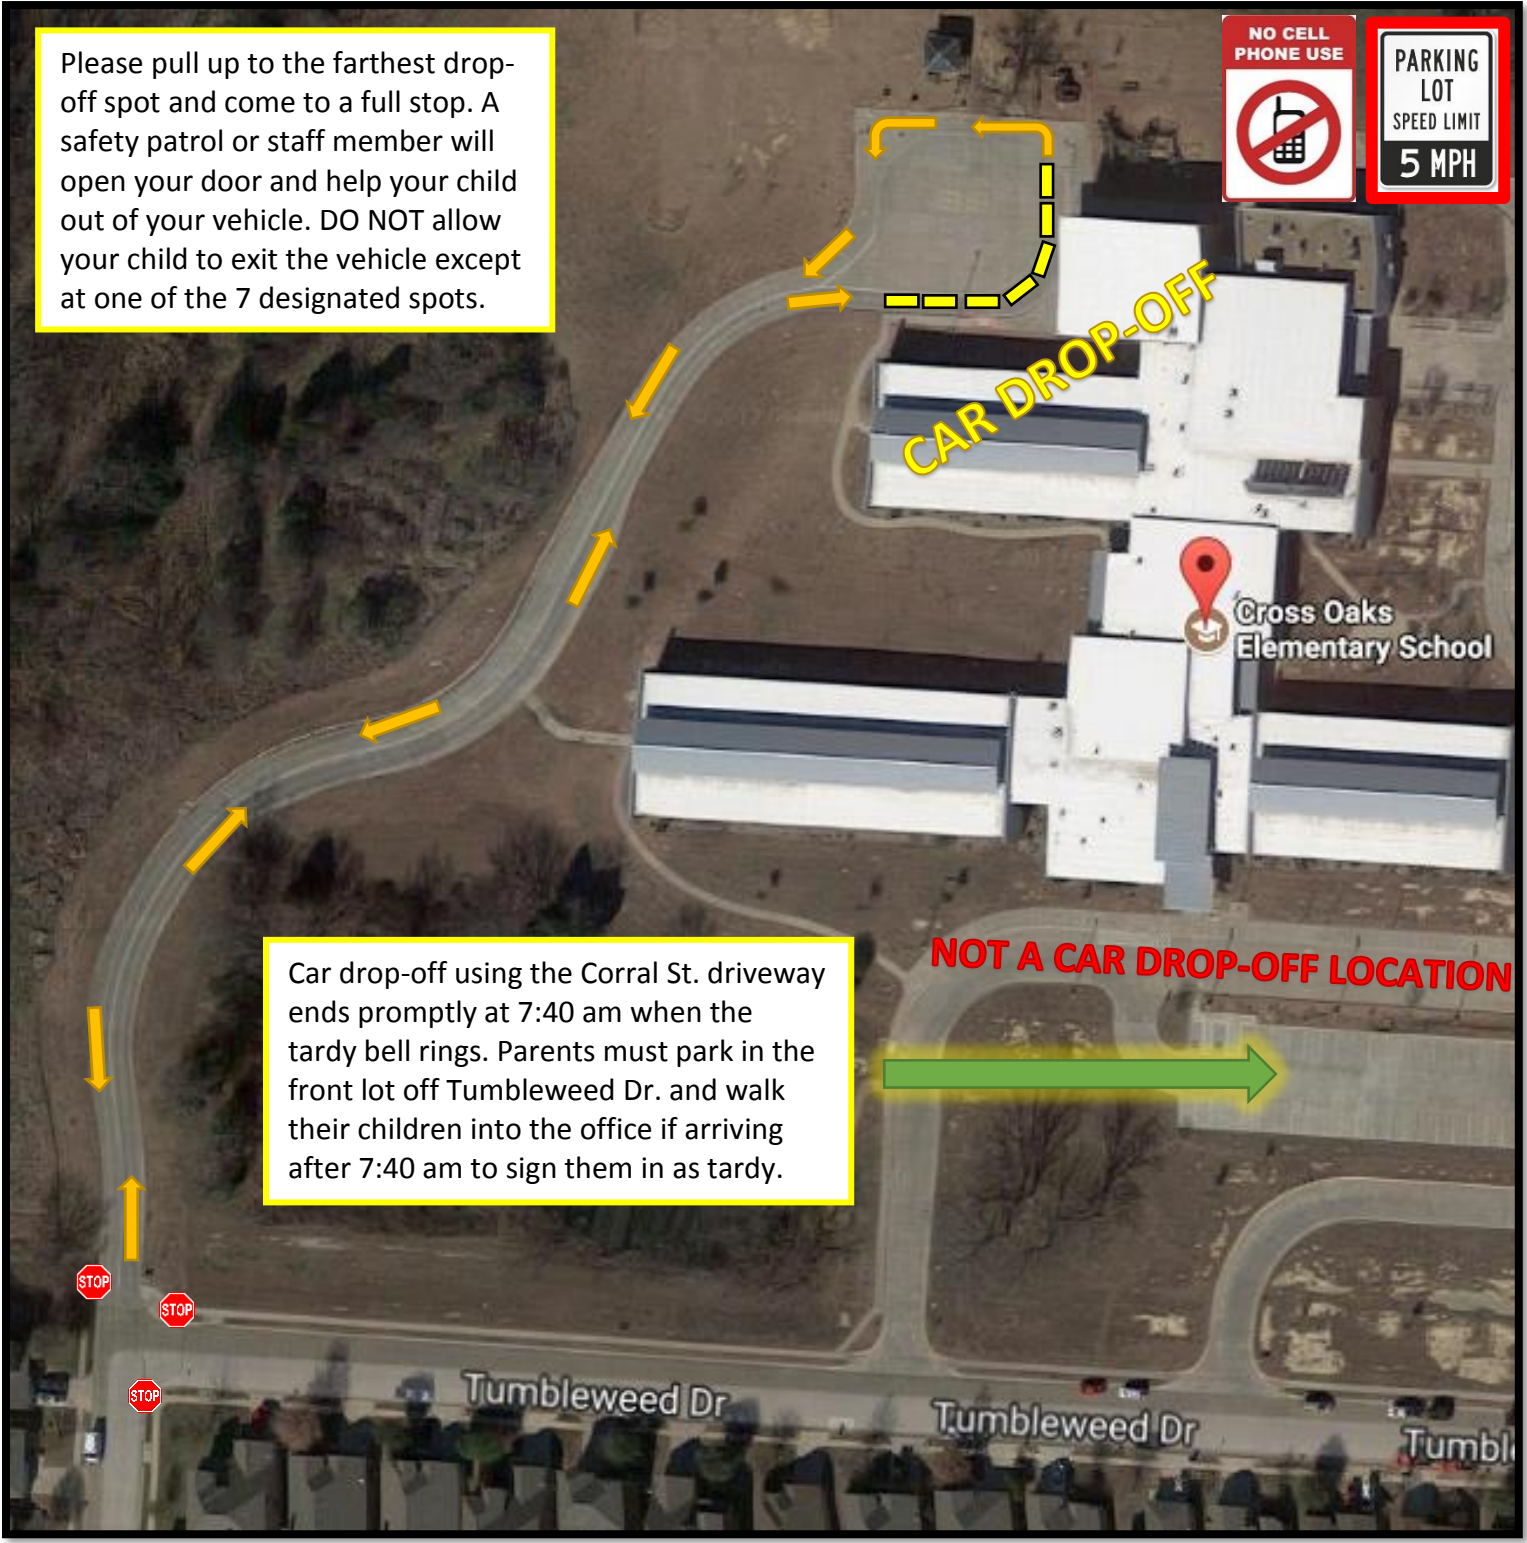 Please pull up to the farthest drop-
off spot and come to a full stop. A
safety patrol or staff member will
open your door and help your child
out of your vehicle. DO NOT allow
your child to exit the vehicle except
at one of the 7 designated spots.
NO CELL
PHONE USE
PARKING
LOT
SPEED LIMIT
5 MPH
CAR DROP-OFF
Cross Oaks
Elementary School
NOT A CAR DROP-OFF LOCATION
Car drop-off using the Corral St. driveway
ends promptly at 7:40 am when the
tardy bell rings. Parents must park in the
front lot off Tumbleweed Dr. and walk
their children into the office if arriving
after 7:40 am to sign them in as tardy.
STOP
STOP
STOP
Tumbleweed Dr
Tumbleweed Dr